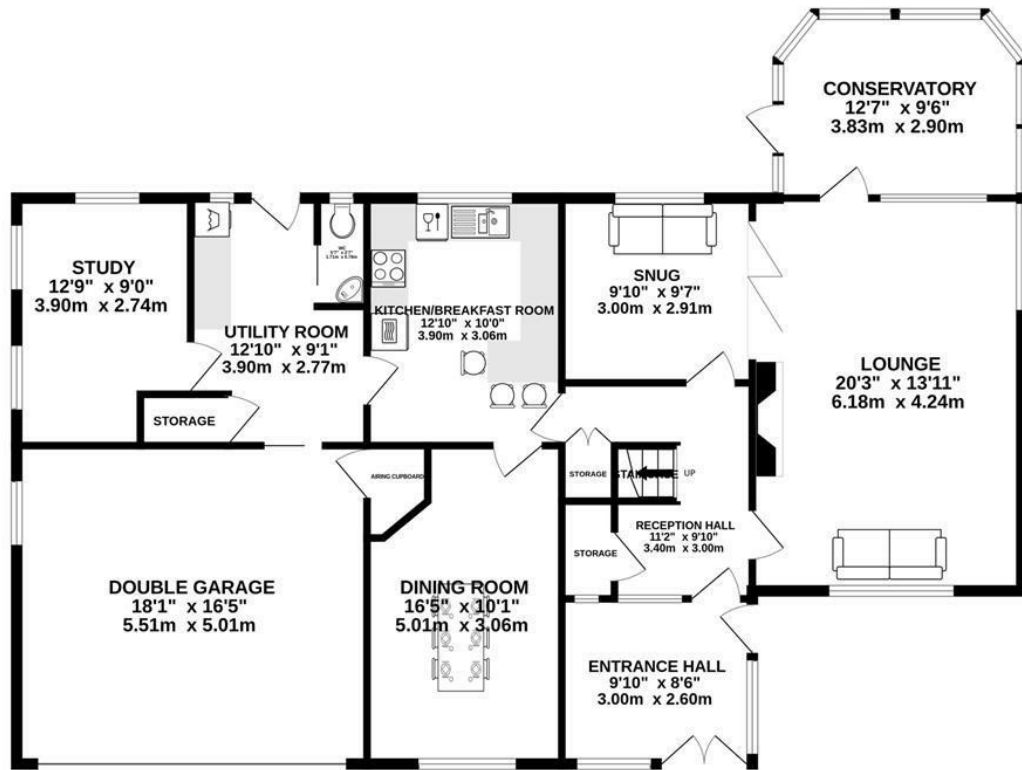 CONSERVATORY
12'7" x 9'6"
3.83m x 2.90m
STUDY
12'9" x 9'0"
3.90m x 2.74m
WC
UTILITY ROOM
12'10" x 9'1"
3.90m x 2.77m
STORAGE
KITCHEN/BREAKFAST ROOM
12'10" x 10'0"
3.90m x 3.06m
SNUG
9'10" x 9'7"
3.00m x 2.91m
LOUNGE
20'3" x 13'11"
6.18m x 4.24m
AIRING CUPBOARD
STORAGE
STAIRCASE
UP
STORAGE
RECEPTION HALL
11'2" x 9'10"
3.40m x 3.00m
DOUBLE GARAGE
18'1" x 16'5"
5.51m x 5.01m
DINING ROOM
16'5" x 10'1"
5.01m x 3.06m
ENTRANCE HALL
9'10" x 8'6"
3.00m x 2.60m